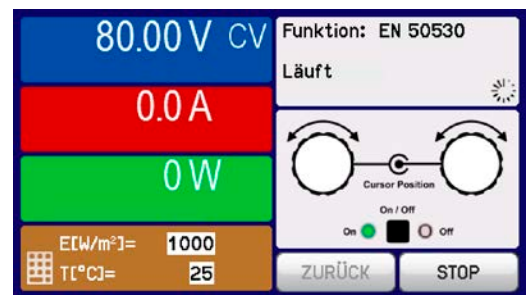 80.00 V CV
0.0 A
0 W
E[W/m²]= 1000
T[°C]= 25
Funktion: EN 50530
Läuft
Cursor Position
On / Off
On Off
ZURÜCK STOP